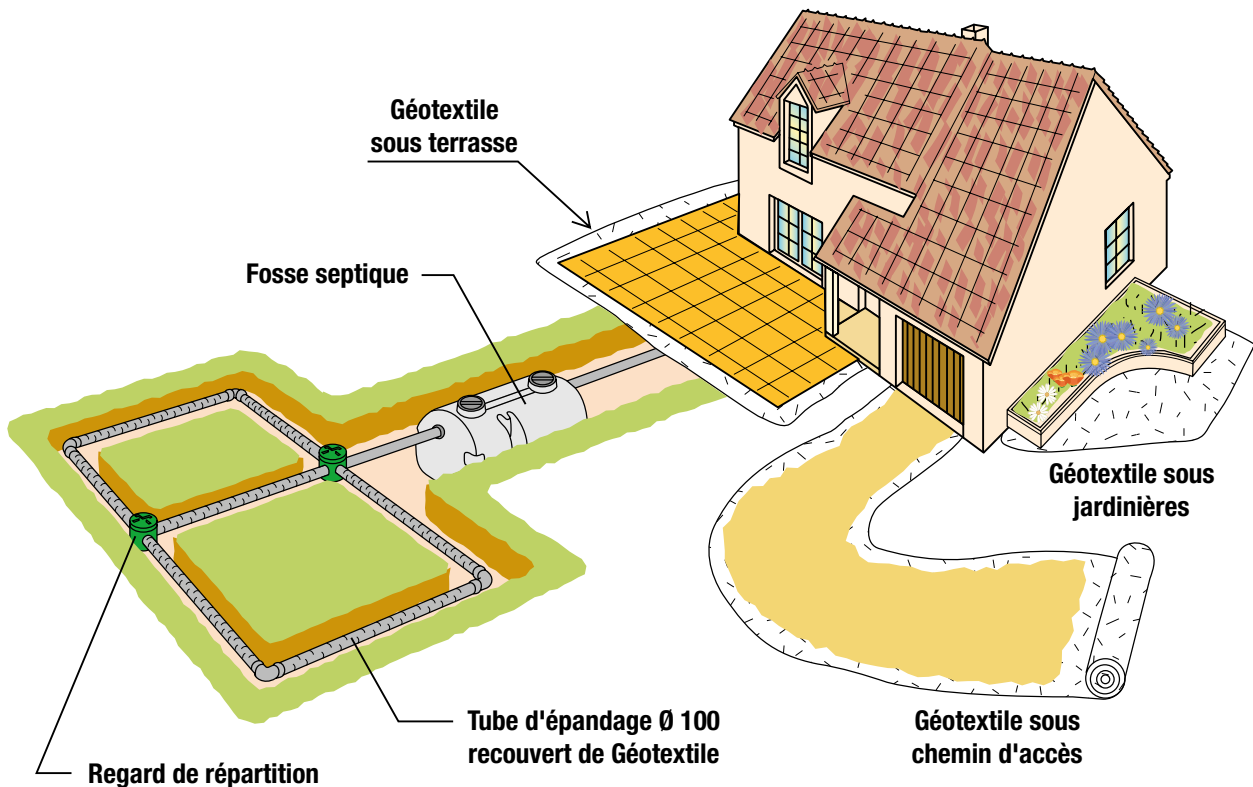 Géotextile
sous terrasse
Fosse septique
Géotextile sous
jardinières
Tube d'épandage Ø 100
recouvert de Géotextile
Géotextile sous
chemin d'accès
Regard de répartition